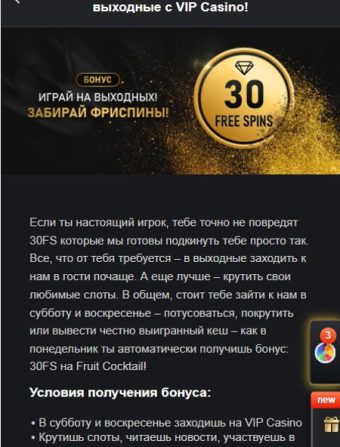 выходные с VIP Casino!
БОНУС
ИГРАЙ НА ВЫХОДНЫХ!
ЗАБИРАЙ ФРИСПИНЫ!
30
FREE SPINS
Если ты настоящий игрок, тебе точно не повредят
30FS которые мы готовы подкинуть тебе просто так.
Все, что от тебя требуется – в выходные заходить к
нам в гости почаще. А еще лучше – крутить свои
любимые слоты. В общем, стоит тебе зайти к нам в
субботу и воскресенье – потусоваться, покрутить
или вывести честно выигранный кеш – как в
понедельник ты автоматически получишь бонус:
30FS на Fruit Cocktail!
3
Условия получения бонуса:
new
• В субботу и воскресенье заходишь на VIP Casino
• Крутишь слоты, читаешь новости, участвуешь в